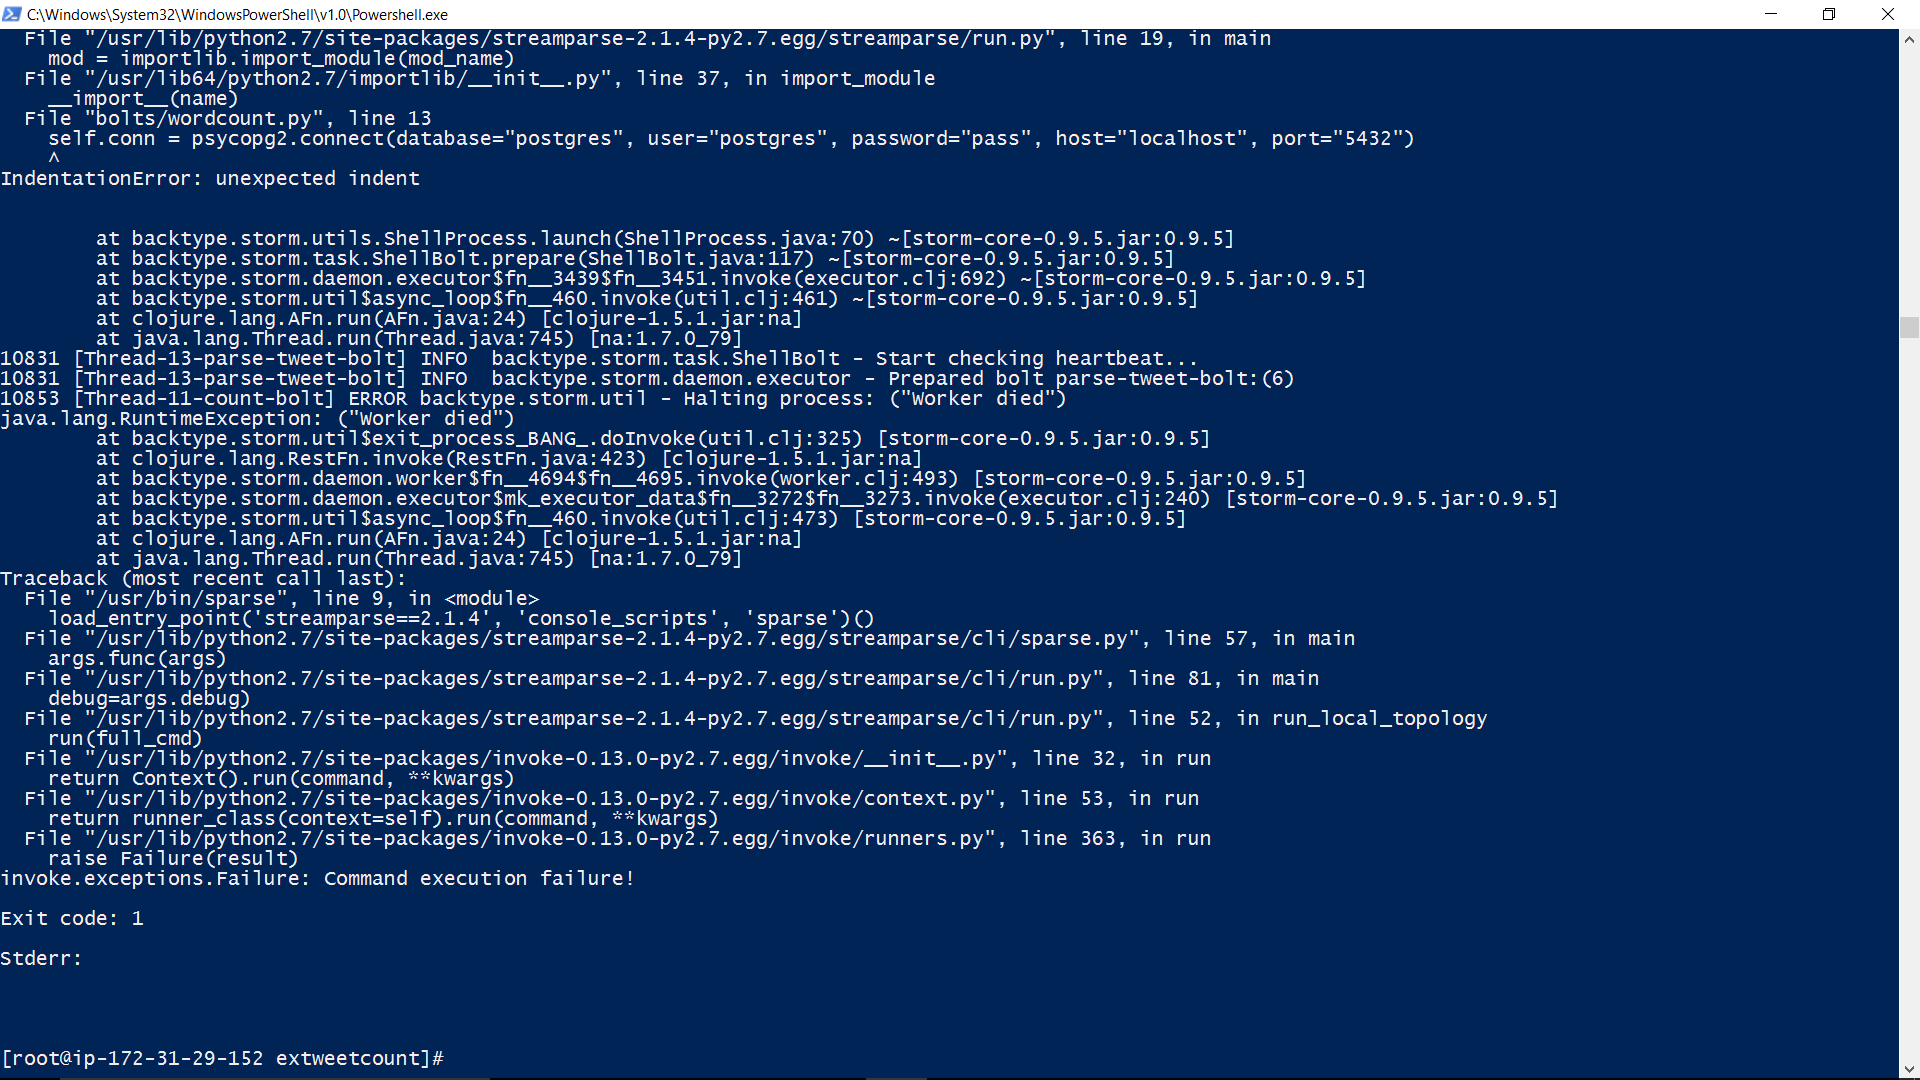 C:\Windows\System32\WindowsPowerShell\v1.0\Powershell.exe
  File "/usr/lib/python2.7/site-packages/streamparse-2.1.4-py2.7.egg/streamparse/run.py", line 19, in main
    mod = importlib.import_module(mod_name)
  File "/usr/lib64/python2.7/importlib/__init__.py", line 37, in import_module
    __import__(name)
  File "bolts/wordcount.py", line 13
    self.conn = psycopg2.connect(database="postgres", user="postgres", password="pass", host="localhost", port="5432")
    ^
IndentationError: unexpected indent
        at backtype.storm.utils.ShellProcess.launch(ShellProcess.java:70) ~[storm-core-0.9.5.jar:0.9.5]
        at backtype.storm.task.ShellBolt.prepare(ShellBolt.java:117) ~[storm-core-0.9.5.jar:0.9.5]
        at backtype.storm.daemon.executor$fn__3439$fn__3451.invoke(executor.clj:692) ~[storm-core-0.9.5.jar:0.9.5]
        at backtype.storm.util$async_loop$fn__460.invoke(util.clj:461) ~[storm-core-0.9.5.jar:0.9.5]
        at clojure.lang.AFn.run(AFn.java:24) [clojure-1.5.1.jar:na]
        at java.lang.Thread.run(Thread.java:745) [na:1.7.0_79]
10831 [Thread-13-parse-tweet-bolt] INFO  backtype.storm.task.ShellBolt - Start checking heartbeat...
10831 [Thread-13-parse-tweet-bolt] INFO  backtype.storm.daemon.executor - Prepared bolt parse-tweet-bolt:(6)
10853 [Thread-11-count-bolt] ERROR backtype.storm.util - Halting process: ("Worker died")
java.lang.RuntimeException: ("Worker died")
        at backtype.storm.util$exit_process_BANG_.doInvoke(util.clj:325) [storm-core-0.9.5.jar:0.9.5]
        at clojure.lang.RestFn.invoke(RestFn.java:423) [clojure-1.5.1.jar:na]
        at backtype.storm.daemon.worker$fn__4694$fn__4695.invoke(worker.clj:493) [storm-core-0.9.5.jar:0.9.5]
        at backtype.storm.daemon.executor$mk_executor_data$fn__3272$fn__3273.invoke(executor.clj:240) [storm-core-0.9.5.jar:0.9.5]
        at backtype.storm.util$async_loop$fn__460.invoke(util.clj:473) [storm-core-0.9.5.jar:0.9.5]
        at clojure.lang.AFn.run(AFn.java:24) [clojure-1.5.1.jar:na]
        at java.lang.Thread.run(Thread.java:745) [na:1.7.0_79]
Traceback (most recent call last):
  File "/usr/bin/sparse", line 9, in <module>
    load_entry_point('streamparse==2.1.4', 'console_scripts', 'sparse')()
  File "/usr/lib/python2.7/site-packages/streamparse-2.1.4-py2.7.egg/streamparse/cli/sparse.py", line 57, in main
    args.func(args)
  File "/usr/lib/python2.7/site-packages/streamparse-2.1.4-py2.7.egg/streamparse/cli/run.py", line 81, in main
    debug=args.debug)
  File "/usr/lib/python2.7/site-packages/streamparse-2.1.4-py2.7.egg/streamparse/cli/run.py", line 52, in run_local_topology
    run(full_cmd)
  File "/usr/lib/python2.7/site-packages/invoke-0.13.0-py2.7.egg/invoke/__init__.py", line 32, in run
    return Context().run(command, **kwargs)
  File "/usr/lib/python2.7/site-packages/invoke-0.13.0-py2.7.egg/invoke/context.py", line 53, in run
    return runner_class(context=self).run(command, **kwargs)
  File "/usr/lib/python2.7/site-packages/invoke-0.13.0-py2.7.egg/invoke/runners.py", line 363, in run
    raise Failure(result)
invoke.exceptions.Failure: Command execution failure!
Exit code: 1
Stderr:
[root@ip-172-31-29-152 extweetcount]#